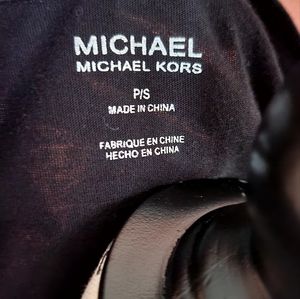 MICHAEL
MICHAEL KORS
P/S
MADE IN CHINA
FABRIQUE EN CHINE
HECHO EN CHINA